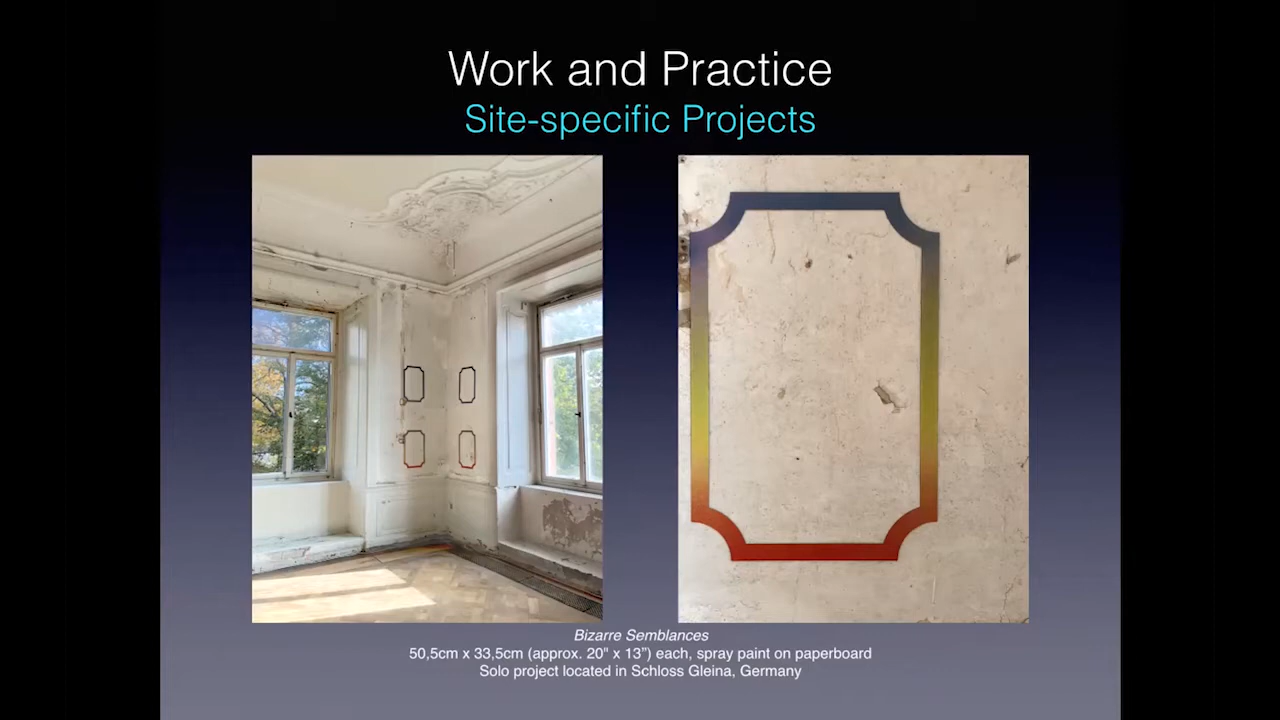 Work and Practice
Site-specific Projects
Bizarre Semblances
50,5cm x 33,5cm (approx. 20" x 13”) each, spray paint on paperboard
Solo project located in Schloss Gleina, Germany